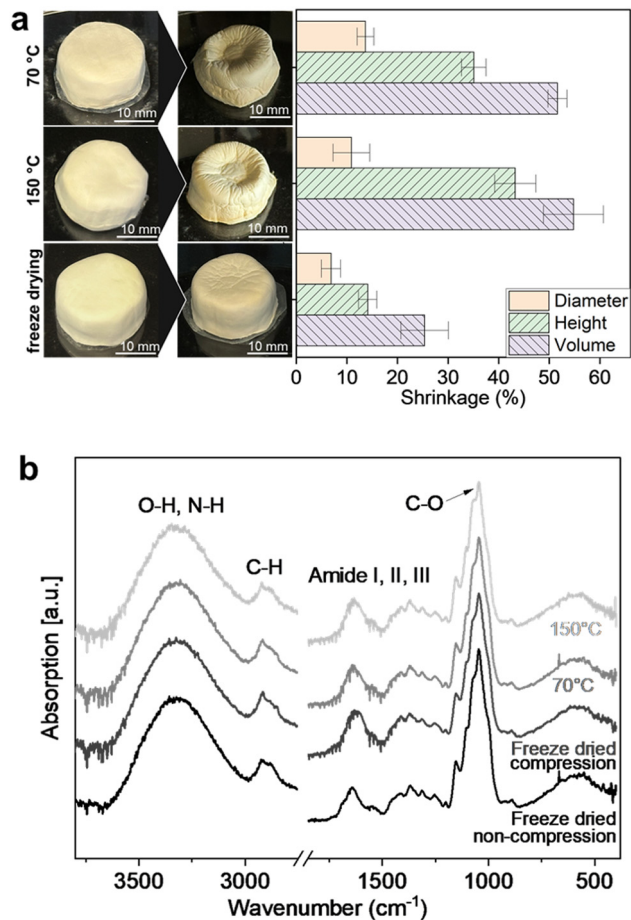 a
70 °C
10 mm
10 mm
150 °C
10 mm
10 mm
freeze drying
10 mm
10 mm
Diameter
Height
Volume
0 10 20 30 40 50 60
Shrinkage (%)
b
O-H, N-H
C-H
Amide I, II, III
C-O
150°C
70°C
Freeze dried
compression
Freeze dried
non-compression
Absorption [a.u.]
3500 3000 1500 1000 500
Wavenumber (cm-1)